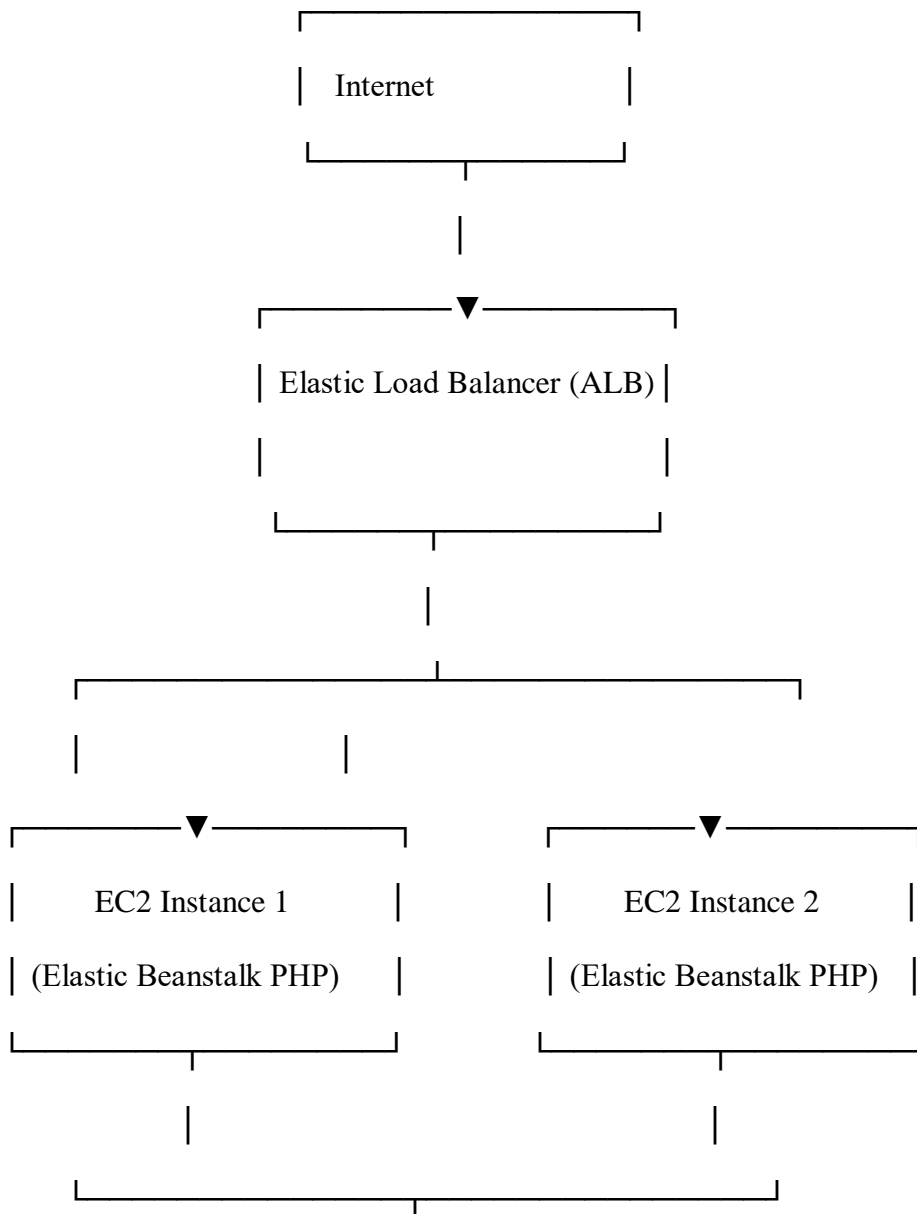 Internet
Elastic Load Balancer (ALB)
EC2 Instance 1 EC2 Instance 2
(Elastic Beanstalk PHP) (Elastic Beanstalk PHP)